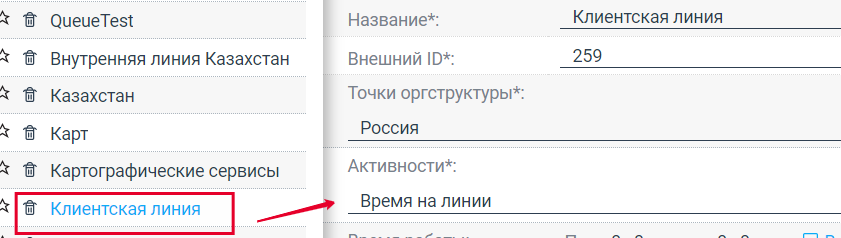 QueueTest
Внутренняя линия Казахстан
Казахстан
Карт
Картографические сервисы
Клиентская линия
Название*:
Клиентская линия
Внешний ID*:
259
Точки оргструктуры*:
Россия
Активности*:
Время на линии